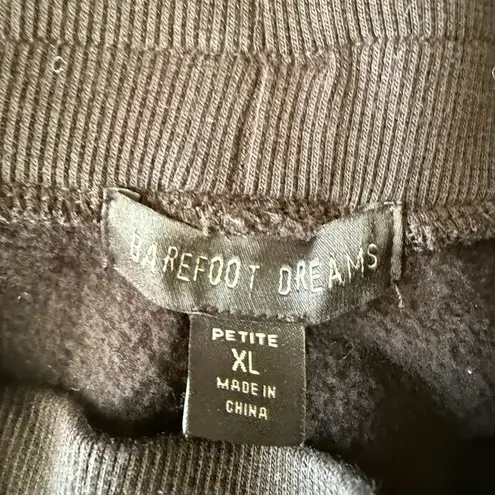 BAREFOOT DREAMS
PETITE
XL
MADE IN
CHINA